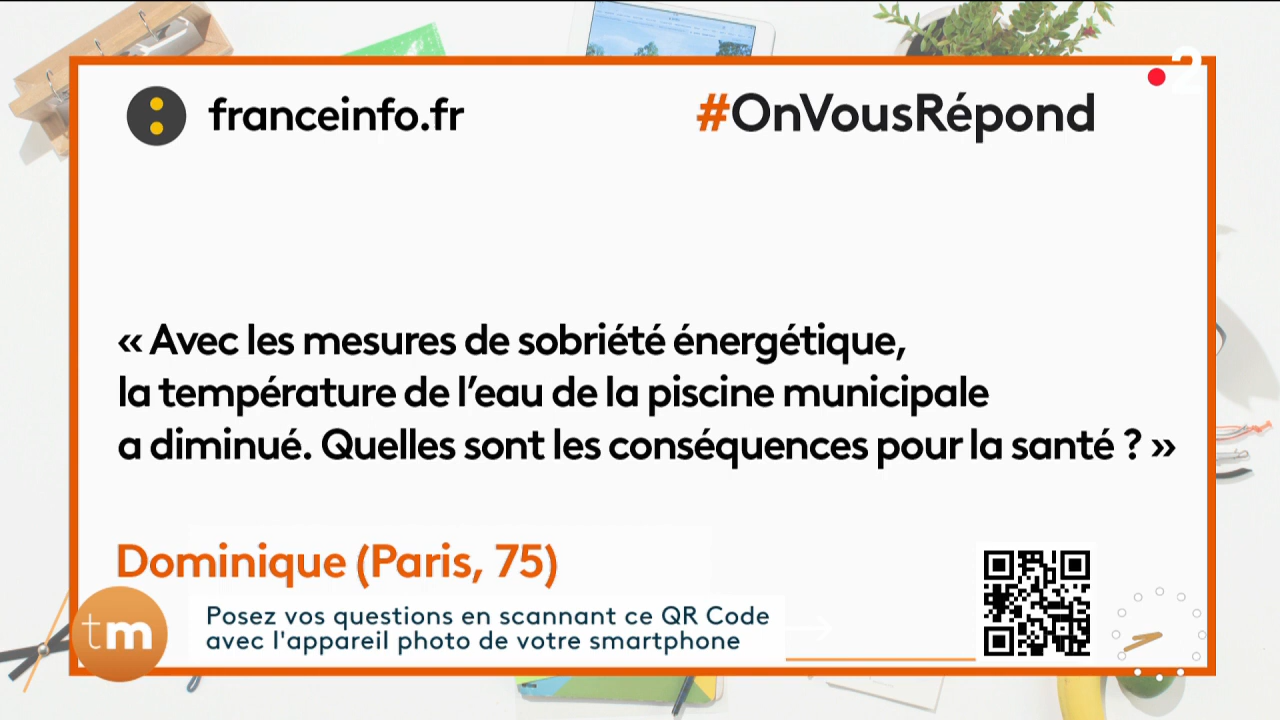 franceinfo.fr
#OnVousRépond
2
« Avec les mesures de sobriété énergétique,
la température de l’eau de la piscine municipale
a diminué. Quelles sont les conséquences pour la santé ? »
Dominique (Paris, 75)
tm
Posez vos questions en scannant ce QR Code
avec l'appareil photo de votre smartphone